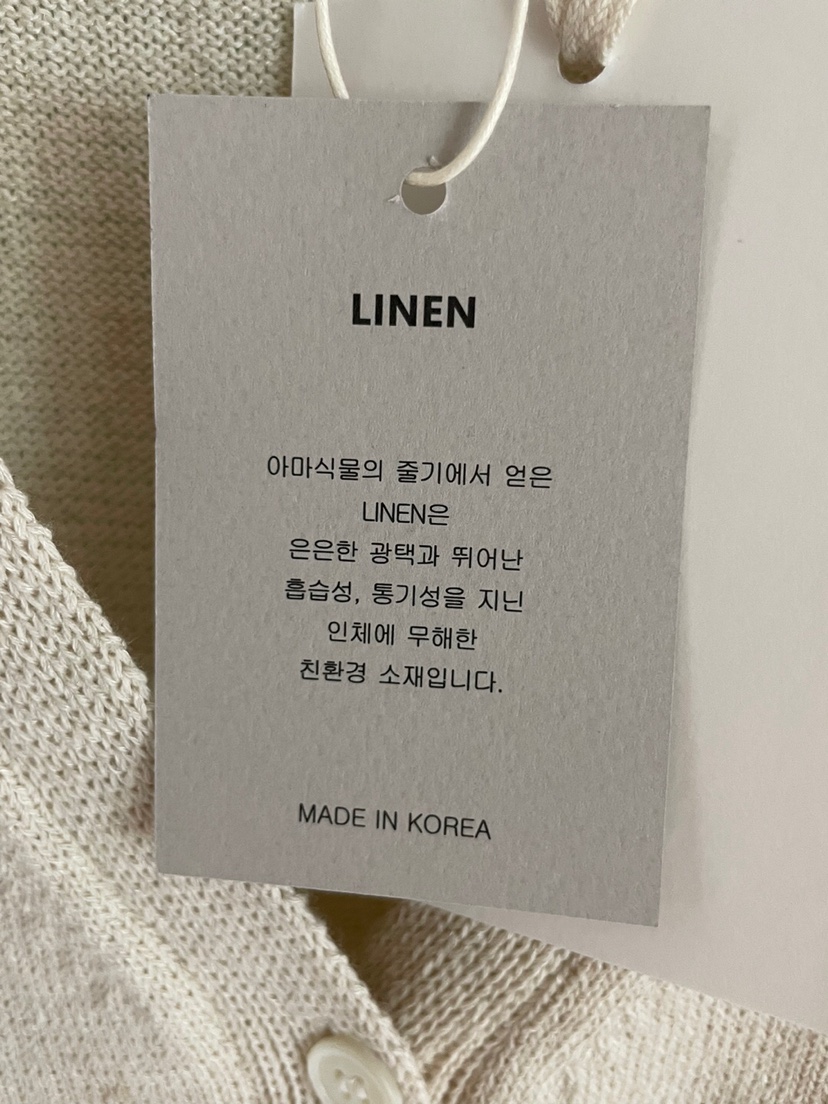 LINEN
아마식물의 줄기에서 얻은
LINEN은
은은한 광택과 뛰어난
흡습성, 통기성을 지닌
인체에 무해한
친환경 소재입니다.
MADE IN KOREA